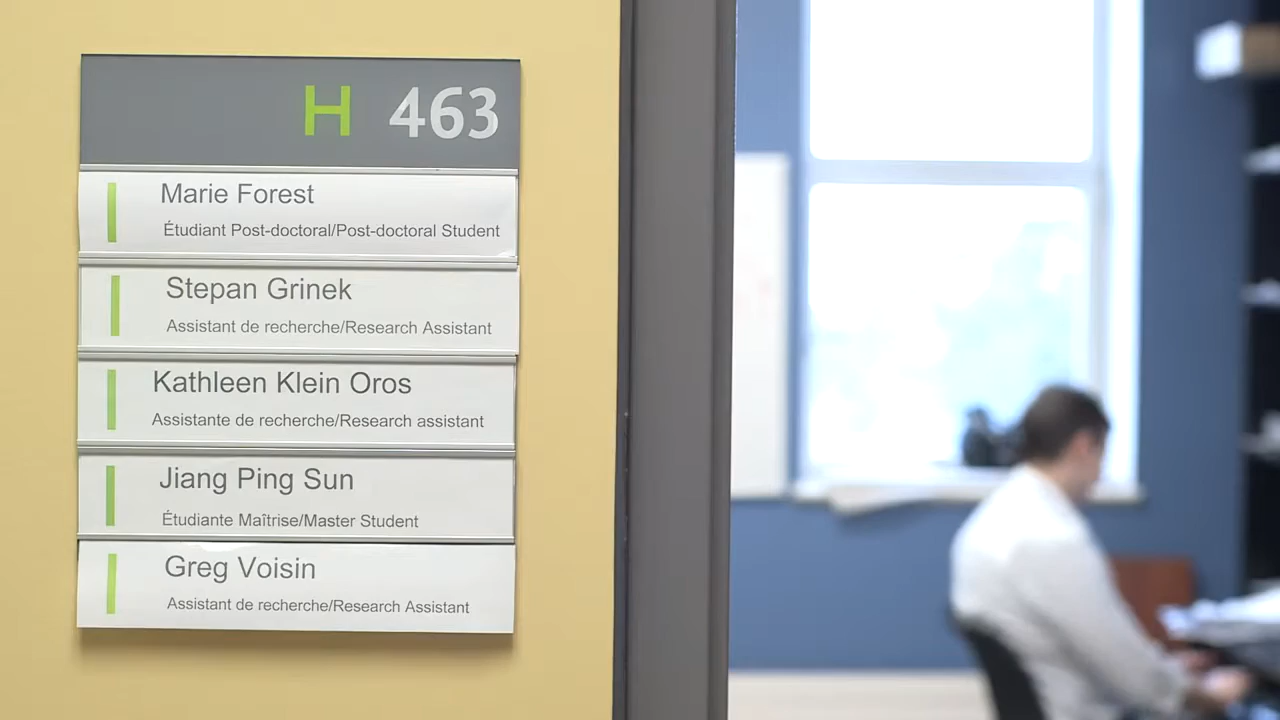 H 463
Marie Forest
Étudiant Post-doctoral/Post-doctoral Student
Stepan Grinek
Assistant de recherche/Research Assistant
Kathleen Klein Oros
Assistante de recherche/Research assistant
Jiang Ping Sun
Étudiante Maîtrise/Master Student
Greg Voisin
Assistant de recherche/Research Assistant